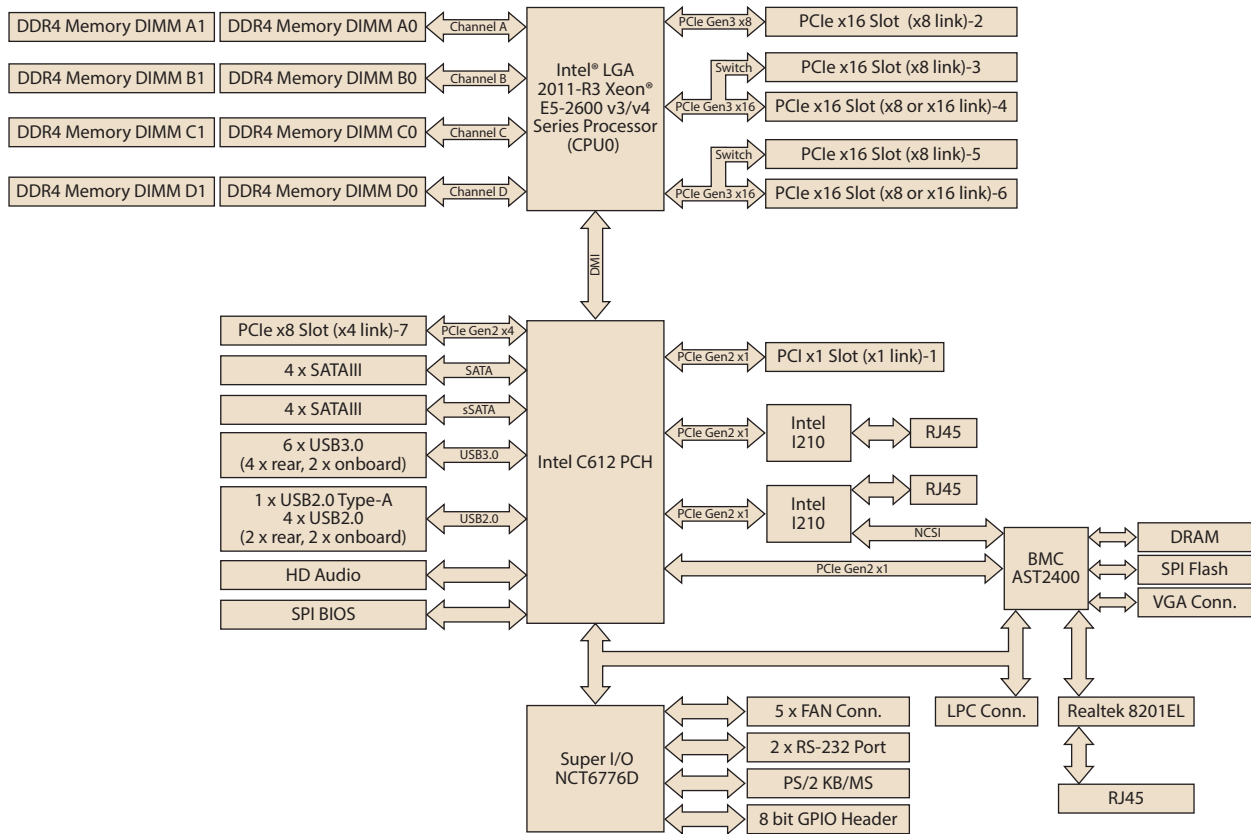 DDR4 Memory DIMM A1
DDR4 Memory DIMM A0
Channel A
DDR4 Memory DIMM B1
DDR4 Memory DIMM B0
Channel B
DDR4 Memory DIMM C1
DDR4 Memory DIMM C0
Channel C
DDR4 Memory DIMM D1
DDR4 Memory DIMM D0
Channel D
Intel® LGA
2011-R3 Xeon®
E5-2600 v3/v4
Series Processor
(CPU0)
PCIe Gen3 x8
PCIe x16 Slot (x8 link)-2
Switch
PCIe x16 Slot (x8 link)-3
PCIe Gen3 x16
PCIe x16 Slot (x8 or x16 link)-4
Switch
PCIe x16 Slot (x8 link)-5
PCIe Gen3 x16
PCIe x16 Slot (x8 or x16 link)-6
DMI
PCIe x8 Slot (x4 link)-7
PCIe Gen2 x4
4 x SATAIII
SATA
4 x SATAIII
sSATA
6 x USB3.0
(4 x rear, 2 x onboard)
USB3.0
1 x USB2.0 Type-A
4 x USB2.0
(2 x rear, 2 x onboard)
USB2.0
HD Audio
SPI BIOS
Intel C612 PCH
PCIe Gen2 x1
PCI x1 Slot (x1 link)-1
PCIe Gen2 x1
Intel
I210
RJ45
PCIe Gen2 x1
Intel
I210
RJ45
NCSI
PCIe Gen2 x1
BMC
AST2400
DRAM
SPI Flash
VGA Conn.
Super I/O
NCT6776D
5 x FAN Conn.
2 x RS-232 Port
PS/2 KB/MS
8 bit GPIO Header
LPC Conn.
Realtek 8201EL
RJ45